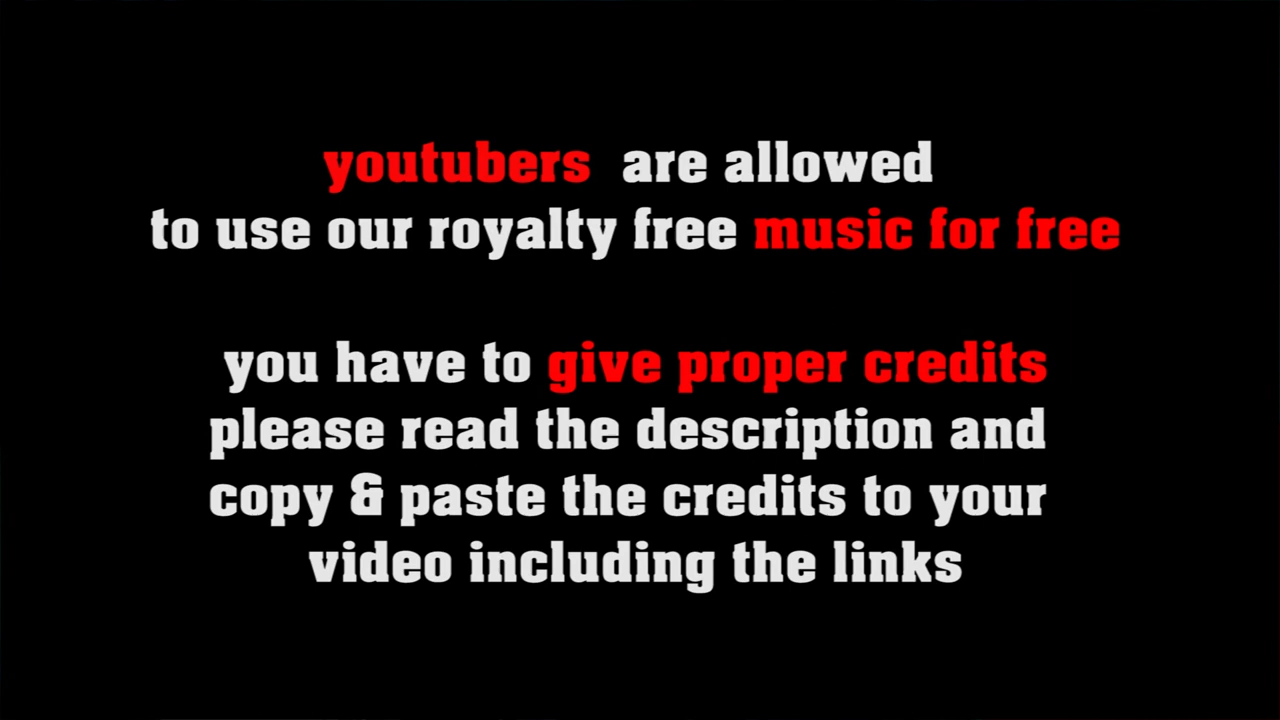 youtubers are allowed
to use our royalty free music for free
you have to give proper credits
please read the description and
copy & paste the credits to your
video including the links